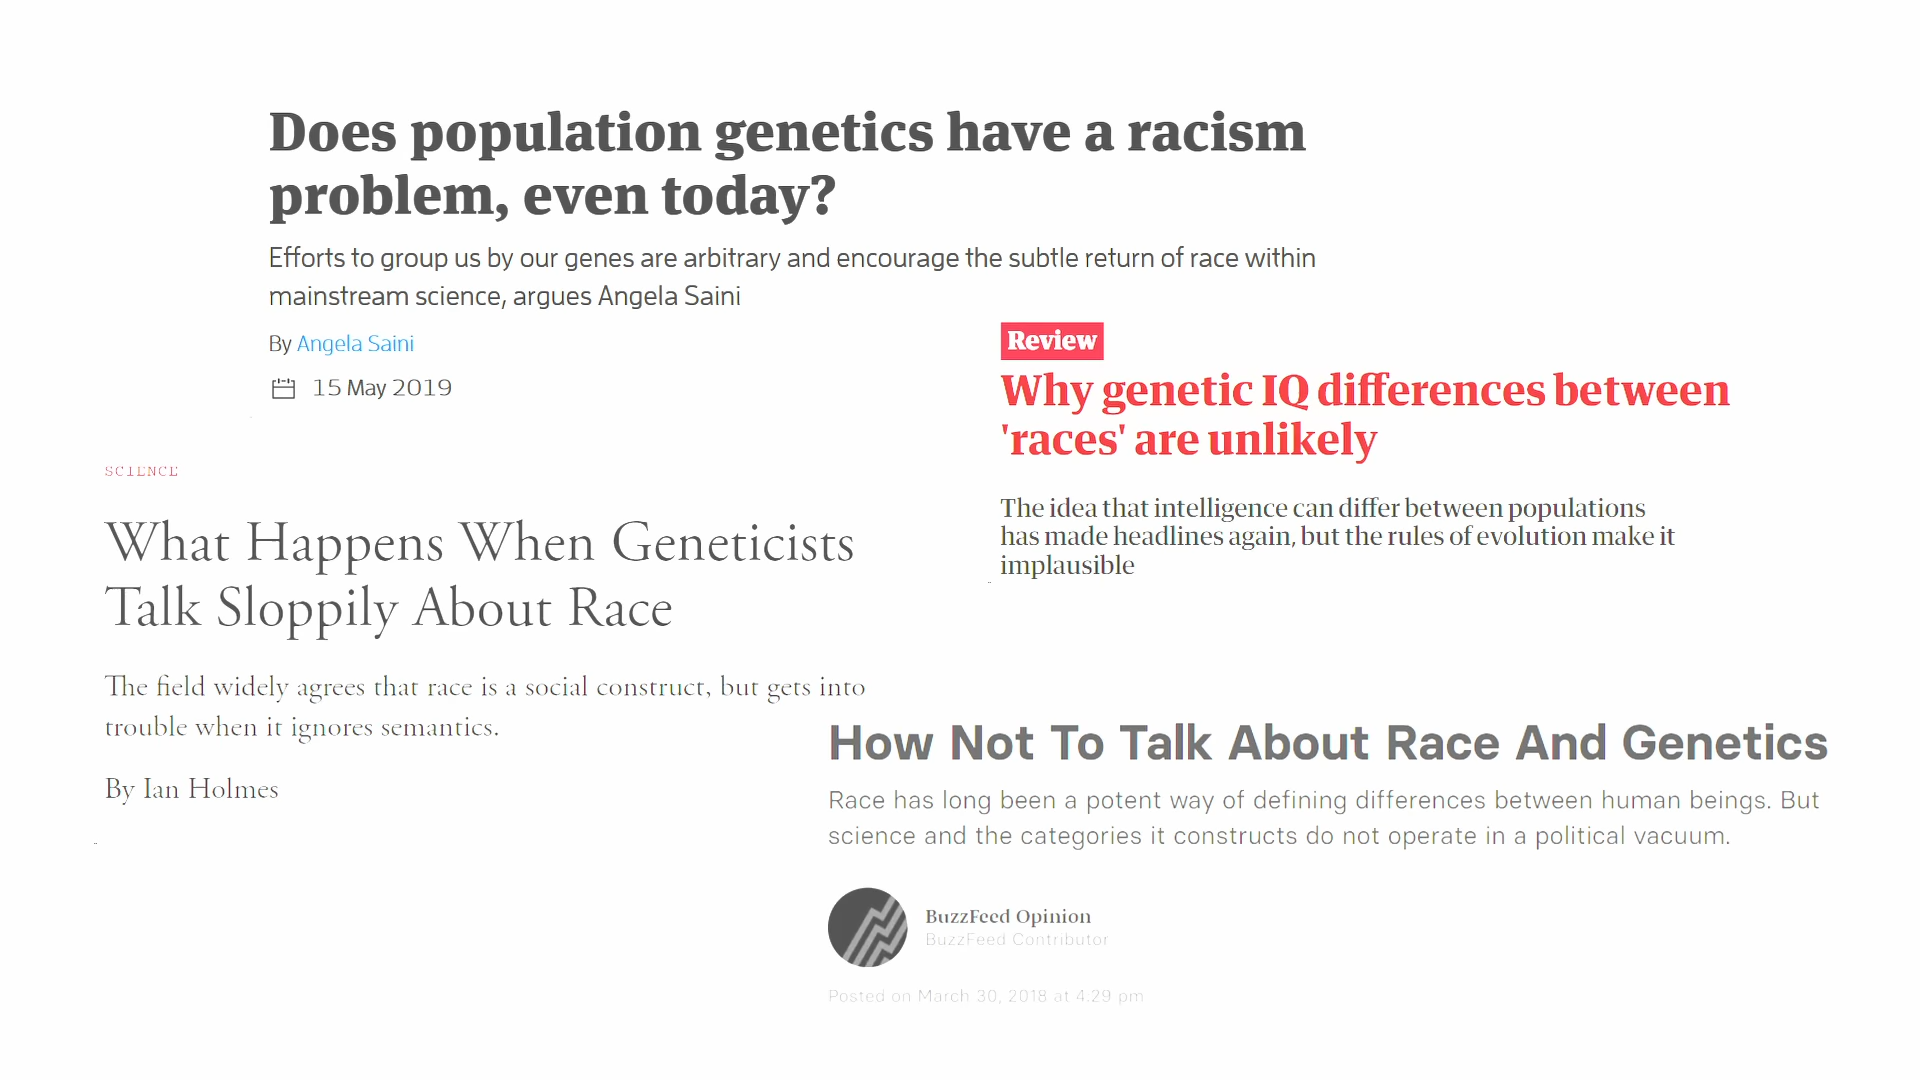 Does population genetics have a racism
problem, even today?
Efforts to group us by our genes are arbitrary and encourage the subtle return of race within
mainstream science, argues Angela Saini
By Angela Saini
15 May 2019
Review
Why genetic IQ differences between
'races' are unlikely
The idea that intelligence can differ between populations
has made headlines again, but the rules of evolution make it
implausible
SCIENCE
What Happens When Geneticists
Talk Sloppily About Race
The field widely agrees that race is a social construct, but gets into
trouble when it ignores semantics.
By Ian Holmes
How Not To Talk About Race And Genetics
Race has long been a potent way of defining differences between human beings. But
science and the categories it constructs do not operate in a political vacuum.
BuzzFeed Opinion
BuzzFeed Contributor
Posted on March 30, 2018 at 4:29 pm